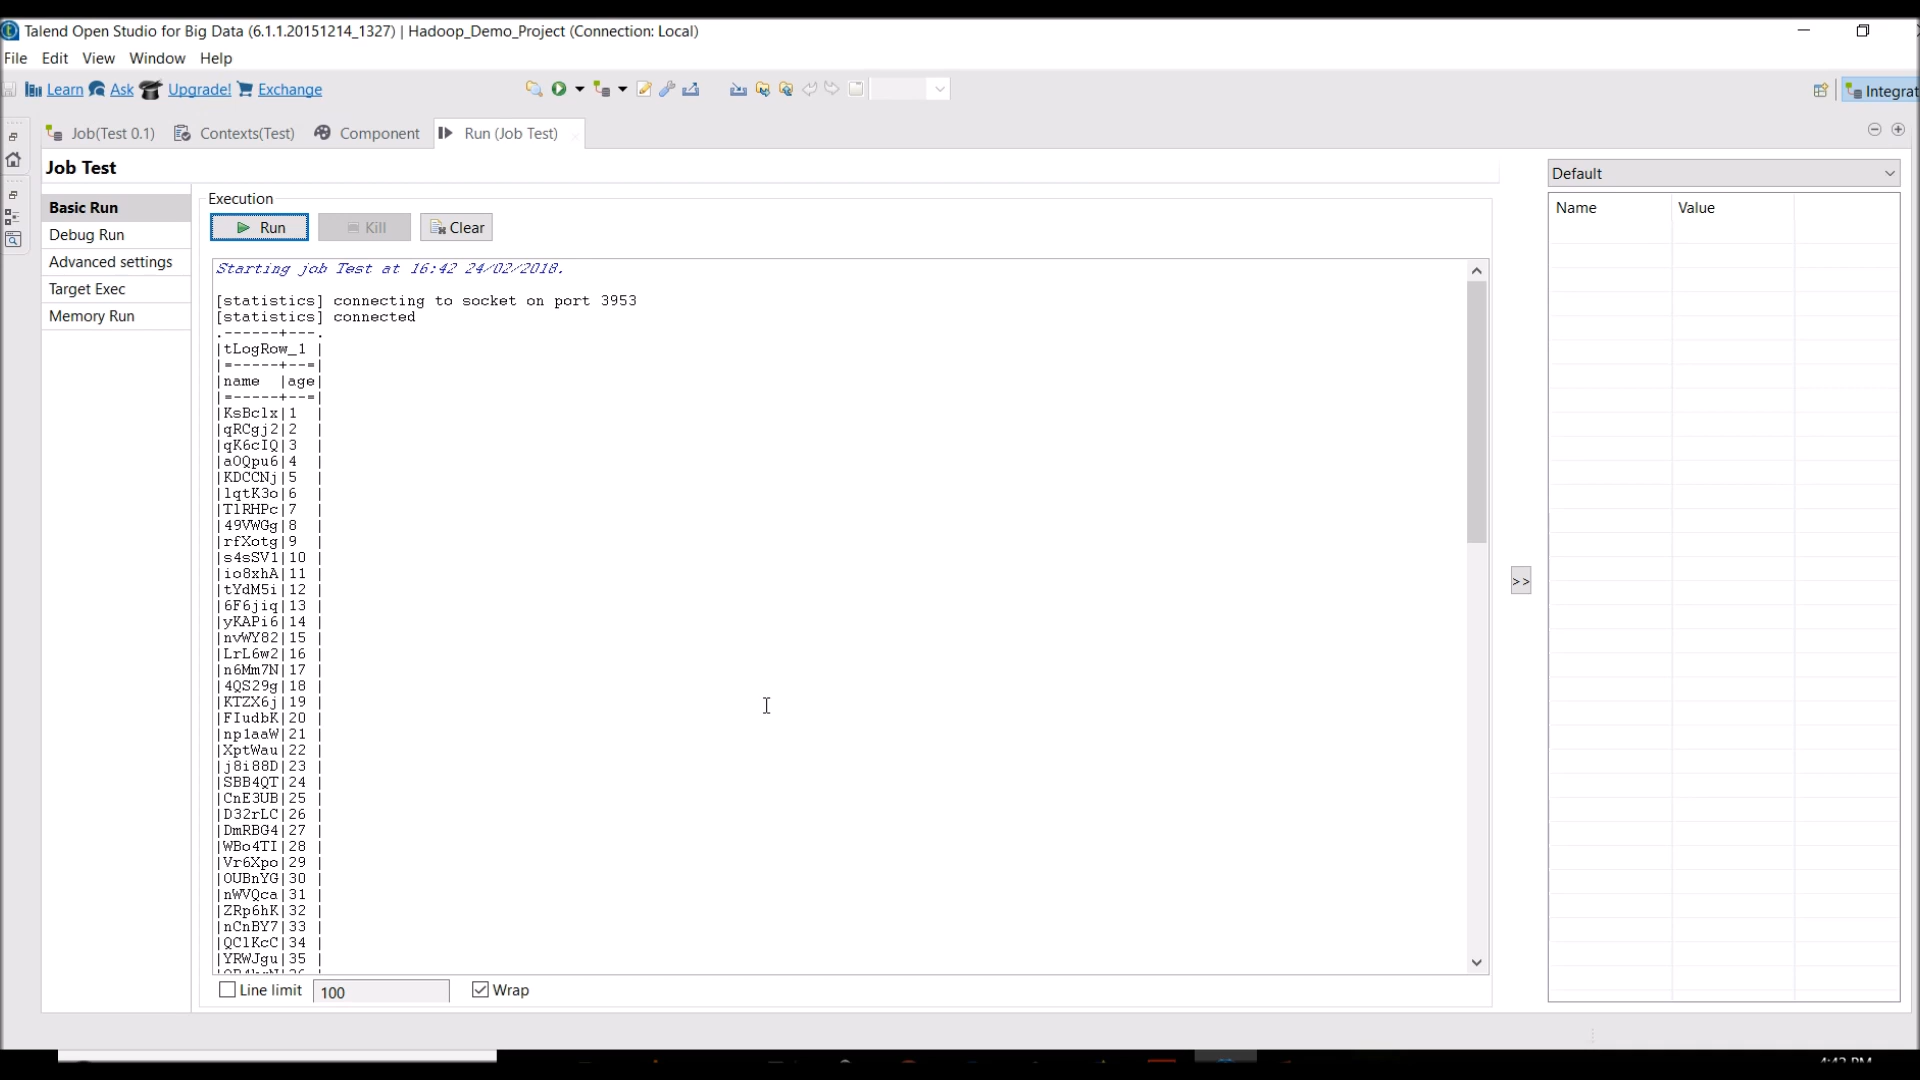 Talend Open Studio for Big Data (6.1.1.20151214_1327) | Hadoop_Demo_Project (Connection: Local)
File Edit View Window Help
Learn Ask Upgrade! Exchange
Integrat
Job(Test 0.1) Contexts(Test) Component Run (Job Test)
Job Test
Default
Basic Run
Debug Run
Advanced settings
Target Exec
Memory Run
Execution
Run Kill Clear
Name Value
Starting job Test at 16:42 24/02/2018.
[statistics] connecting to socket on port 3953
[statistics] connected
.------+---.
|tLogRow_1 |
|=-----+--=|
|name  |age|
|=-----+--=|
|KsBclx|1  |
|qRCgj2|2  |
|qK6cIQ|3  |
|aOQpu6|4  |
|KDCCNj|5  |
|lqtK3o|6  |
|TlRHPc|7  |
|49VWGg|8  |
|rfXotg|9  |
|s4sSV1|10 |
|io8xhA|11 |
|tYdM5i|12 |
|6F6jiq|13 |
|yKAPi6|14 |
|nvWY82|15 |
|LrL6w2|16 |
|n6Mm7N|17 |
|4QS29g|18 |
|KTZX6j|19 |
|FIudbK|20 |
|np1aaW|21 |
|XptWau|22 |
|j8i88D|23 |
|SBB4QT|24 |
|CnE3UB|25 |
|D32rLC|26 |
|DmRBG4|27 |
|WBo4TI|28 |
|Vr6Xpo|29 |
|OUBnYG|30 |
|nWVQca|31 |
|ZRp6hK|32 |
|nCnBY7|33 |
|QClKcC|34 |
|YRWJgu|35 |
>>
Line limit 100 Wrap